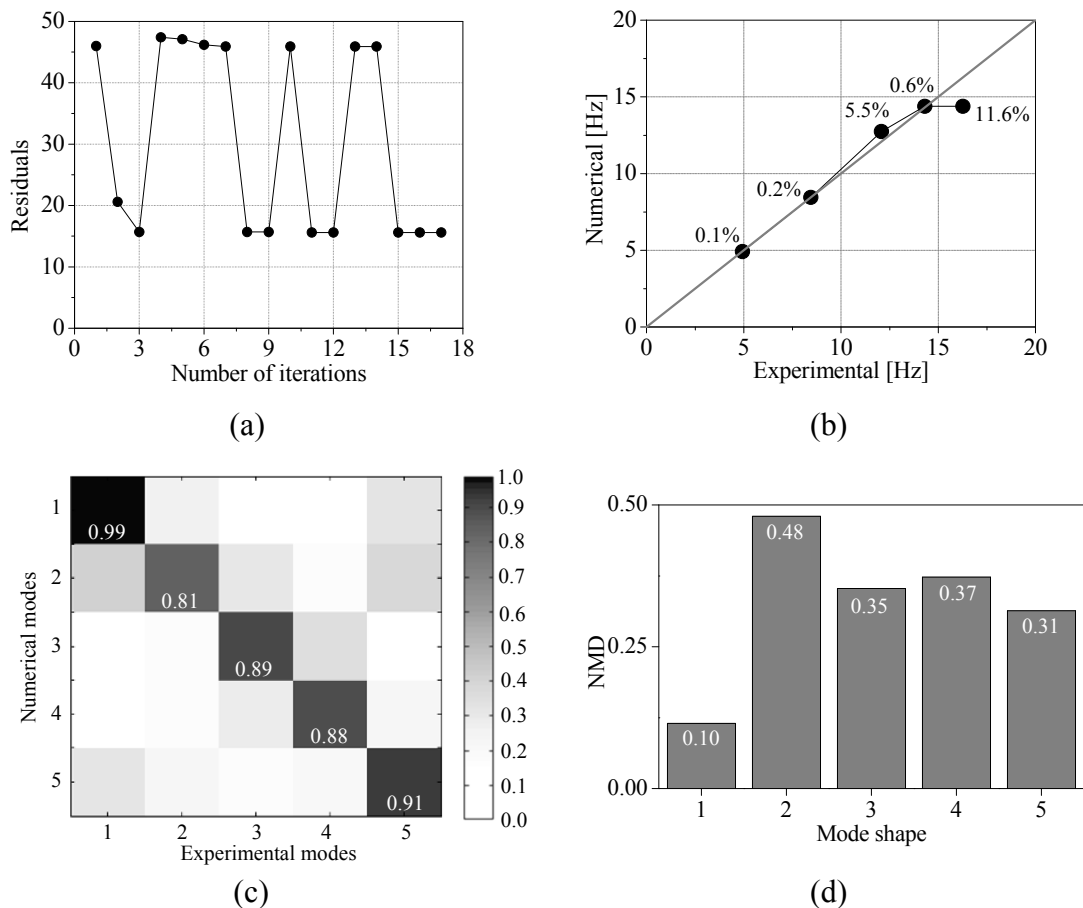 50
40
30
20
10
0
0 3 6 9 12 15 18
Residuals
Number of iterations
(a)
20
15
10
5
0
0 5 10 15 20
Numerical [Hz]
Experimental [Hz]
0.1%
0.2%
5.5%
0.6%
11.6%
(b)
1
2
3
4
5
Numerical modes
0.99
0.81
0.89
0.88
0.91
1 2 3 4 5
Experimental modes
1.0
0.9
0.8
0.7
0.6
0.5
0.4
0.3
0.2
0.1
0.0
(c)
0.50
0.25
0.00
NMD
0.10
0.48
0.35
0.37
0.31
1 2 3 4 5
Mode shape
(d)